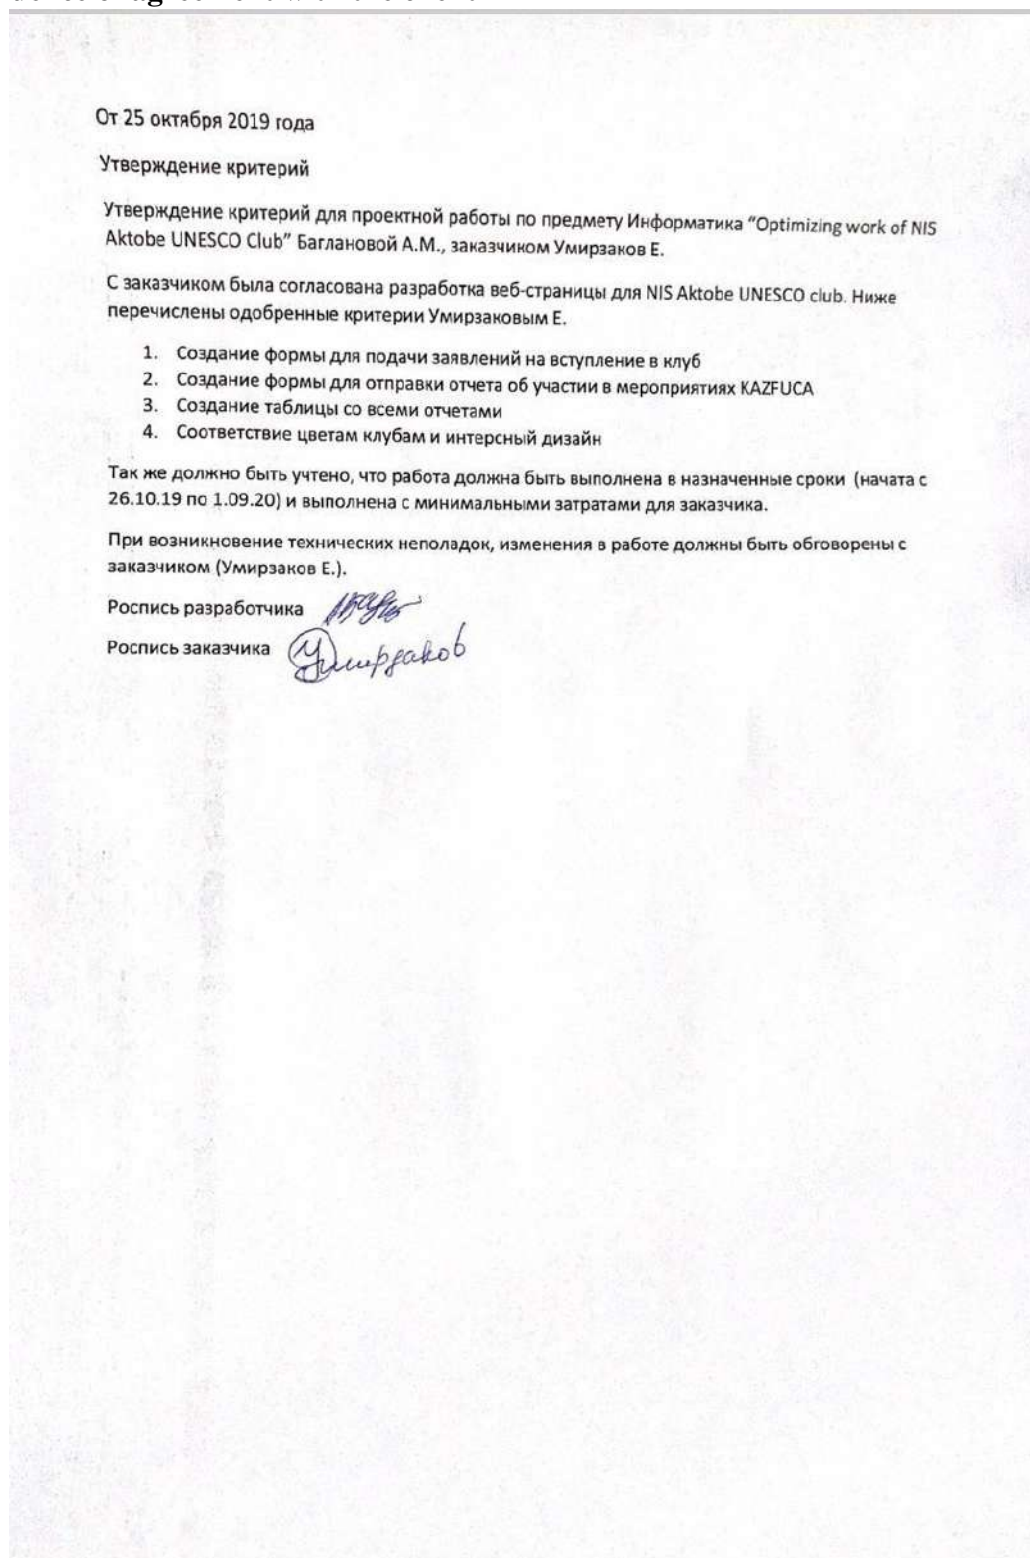 От 25 октября 2019 года
Утверждение критерий
Утверждение критерий для проектной работы по предмету Информатика “Optimizing work of NIS
Aktobe UNESCO Club” Баглановой А.М., заказчиком Умирзаков Е.
С заказчиком была согласована разработка веб-страницы для NIS Aktobe UNESCO club. Ниже
перечислены одобренные критерии Умирзаковым Е.
1. Создание формы для подачи заявлений на вступление в клуб
2. Создание формы для отправки отчета об участии в мероприятиях KAZFUCA
3. Создание таблицы со всеми отчетами
4. Соответствие цветам клубам и интерсный дизайн
Так же должно быть учтено, что работа должна быть выполнена в назначенные сроки (начата с
26.10.19 по 1.09.20) и выполнена с минимальными затратами для заказчика.
При возникновение технических неполадок, изменения в работе должны быть обговорены с
заказчиком (Умирзаков Е.).
Роспись разработчика
Роспись заказчика Умирзаков